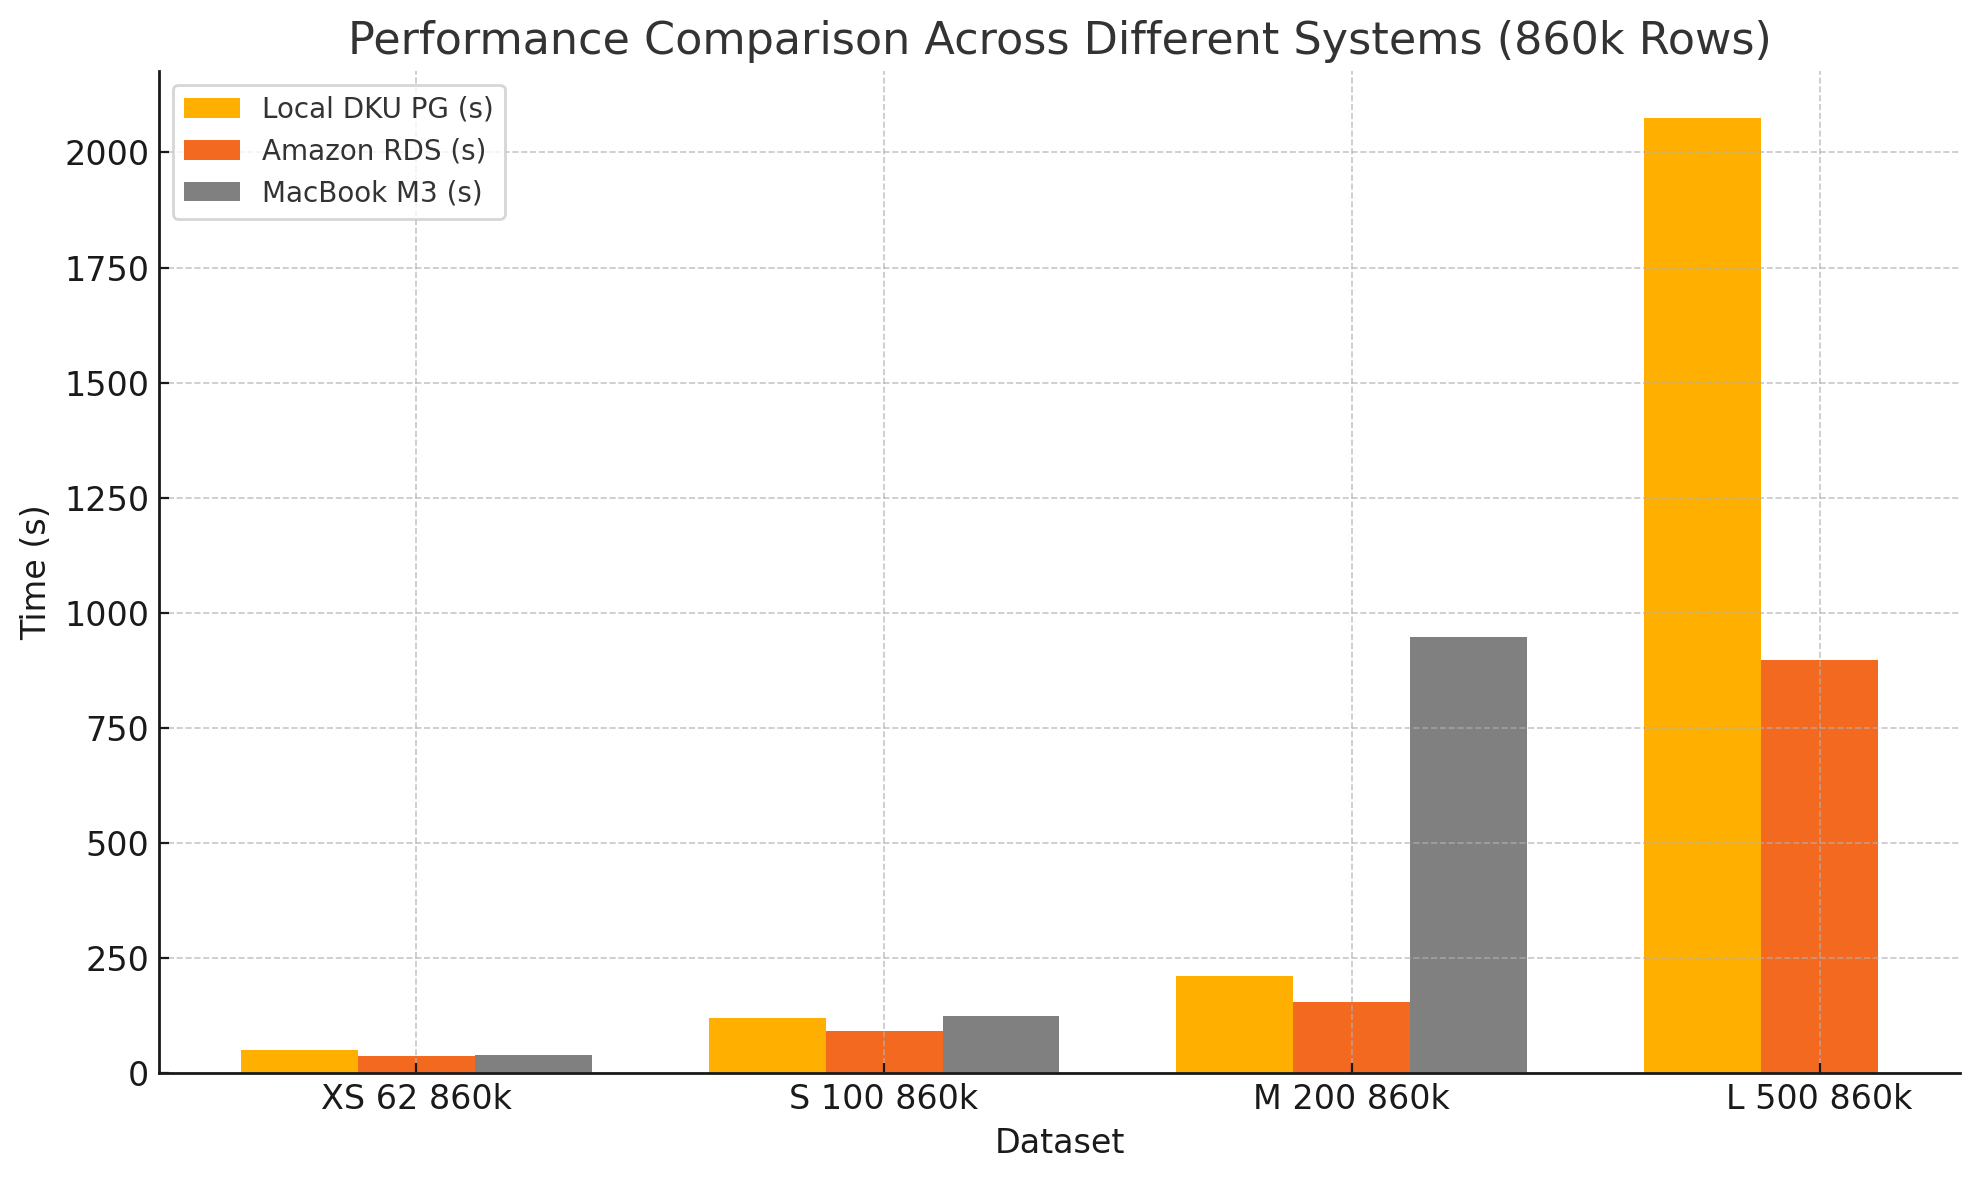 Performance Comparison Across Different Systems (860k Rows)
Local DKU PG (s)
Amazon RDS (s)
MacBook M3 (s)
Time (s)
2000
1750
1500
1250
1000
750
500
250
0
XS 62 860k
S 100 860k
M 200 860k
L 500 860k
Dataset